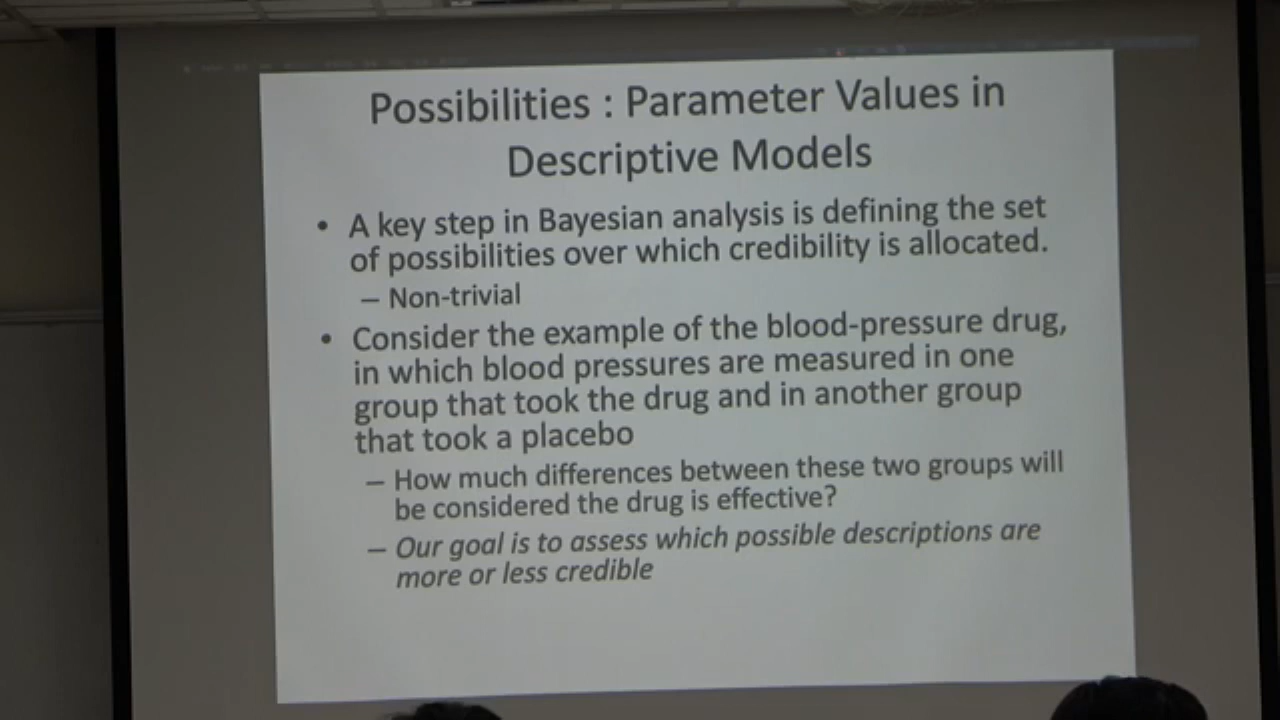 Possibilities : Parameter Values in
Descriptive Models
• A key step in Bayesian analysis is defining the set
of possibilities over which credibility is allocated.
– Non-trivial
• Consider the example of the blood-pressure drug,
in which blood pressures are measured in one
group that took the drug and in another group
that took a placebo
– How much differences between these two groups will
be considered the drug is effective?
– Our goal is to assess which possible descriptions are
more or less credible